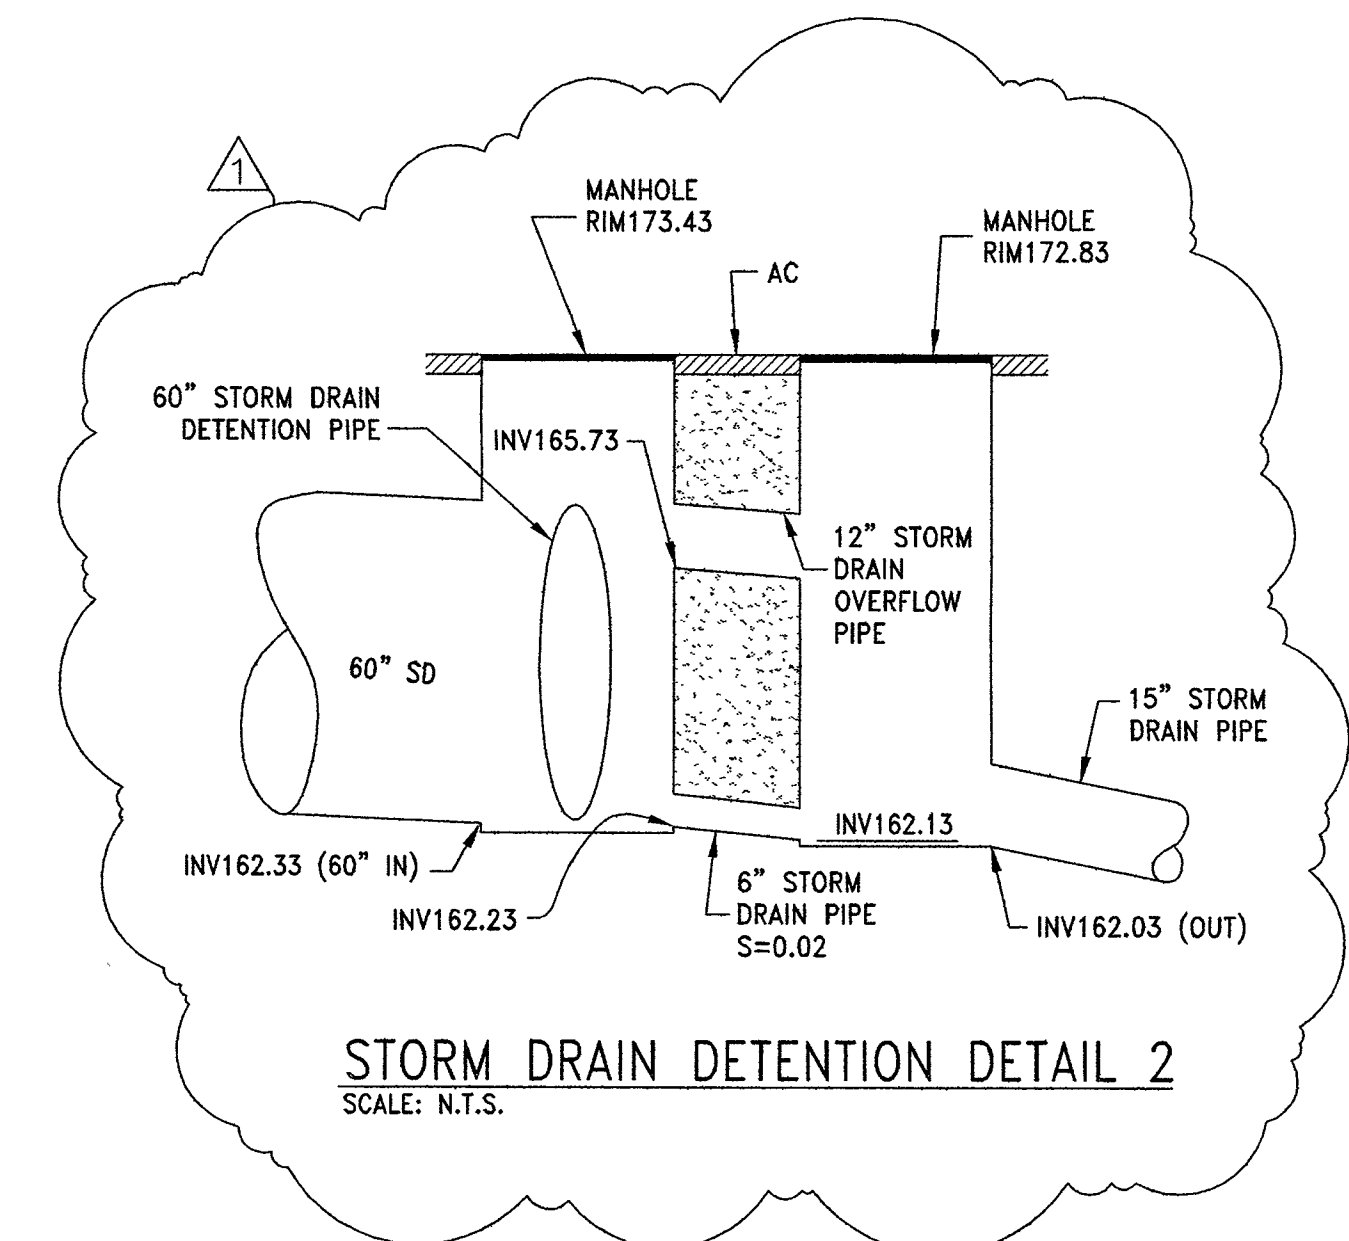 1
MANHOLE
RIM173.43
MANHOLE
RIM172.83
AC
60” STORM DRAIN
DETENTION PIPE
INV165.73
12” STORM
DRAIN
OVERFLOW
PIPE
60” SD
15” STORM
DRAIN PIPE
INV162.13
INV162.33 (60” IN)
INV162.23
6” STORM
DRAIN PIPE
S=0.02
INV162.03 (OUT)
STORM DRAIN DETENTION DETAIL 2
SCALE: N.T.S.